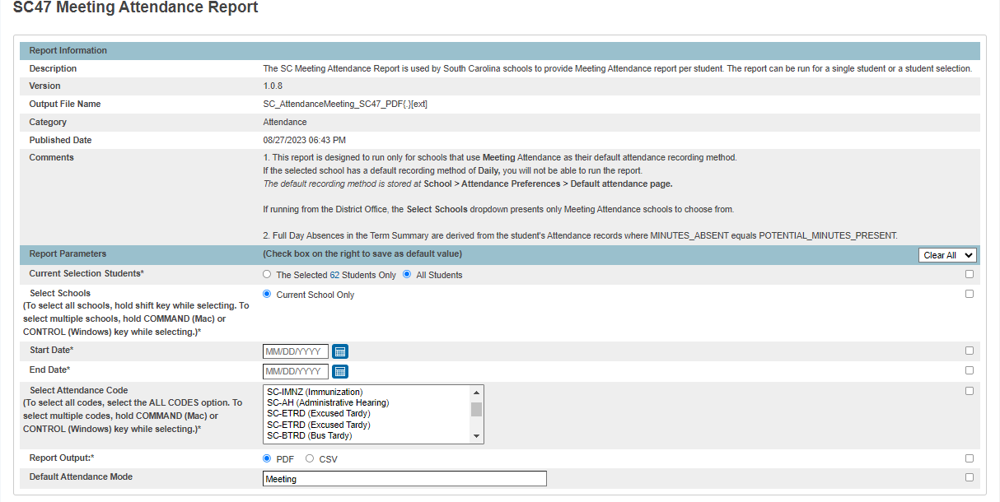 SC47 Meeting Attendance Report
Report Information
Description The SC Meeting Attendance Report is used by South Carolina schools to provide Meeting Attendance report per student. The report can be run for a single student or a student selection.
Version 1.0.8
Output File Name SC_AttendanceMeeting_SC47_PDF{.}[ext]
Category Attendance
Published Date 08/27/2023 06:43 PM
Comments 1. This report is designed to run only for schools that use Meeting Attendance as their default attendance recording method.
If the selected school has a default recording method of Daily, you will not be able to run the report.
The default recording method is stored at School > Attendance Preferences > Default attendance page.
If running from the District Office, the Select Schools dropdown presents only Meeting Attendance schools to choose from.
2. Full Day Absences in the Term Summary are derived from the student's Attendance records where MINUTES_ABSENT equals POTENTIAL_MINUTES_PRESENT.
Report Parameters (Check box on the right to save as default value) Clear All
Current Selection Students* The Selected 62 Students Only All Students
Select Schools Current School Only
(To select all schools, hold shift key while selecting. To
select multiple schools, hold COMMAND (Mac) or
CONTROL (Windows) key while selecting.)*
Start Date* MM/DD/YYYY
End Date* MM/DD/YYYY
Select Attendance Code
(To select all codes, select the ALL CODES option. To
select multiple codes, hold COMMAND (Mac) or
CONTROL (Windows) key while selecting.)*
SC-IMNZ (Immunization)
SC-AH (Administrative Hearing)
SC-ETRD (Excused Tardy)
SC-ETRD (Excused Tardy)
SC-BTRD (Bus Tardy)
Report Output:* PDF CSV
Default Attendance Mode Meeting